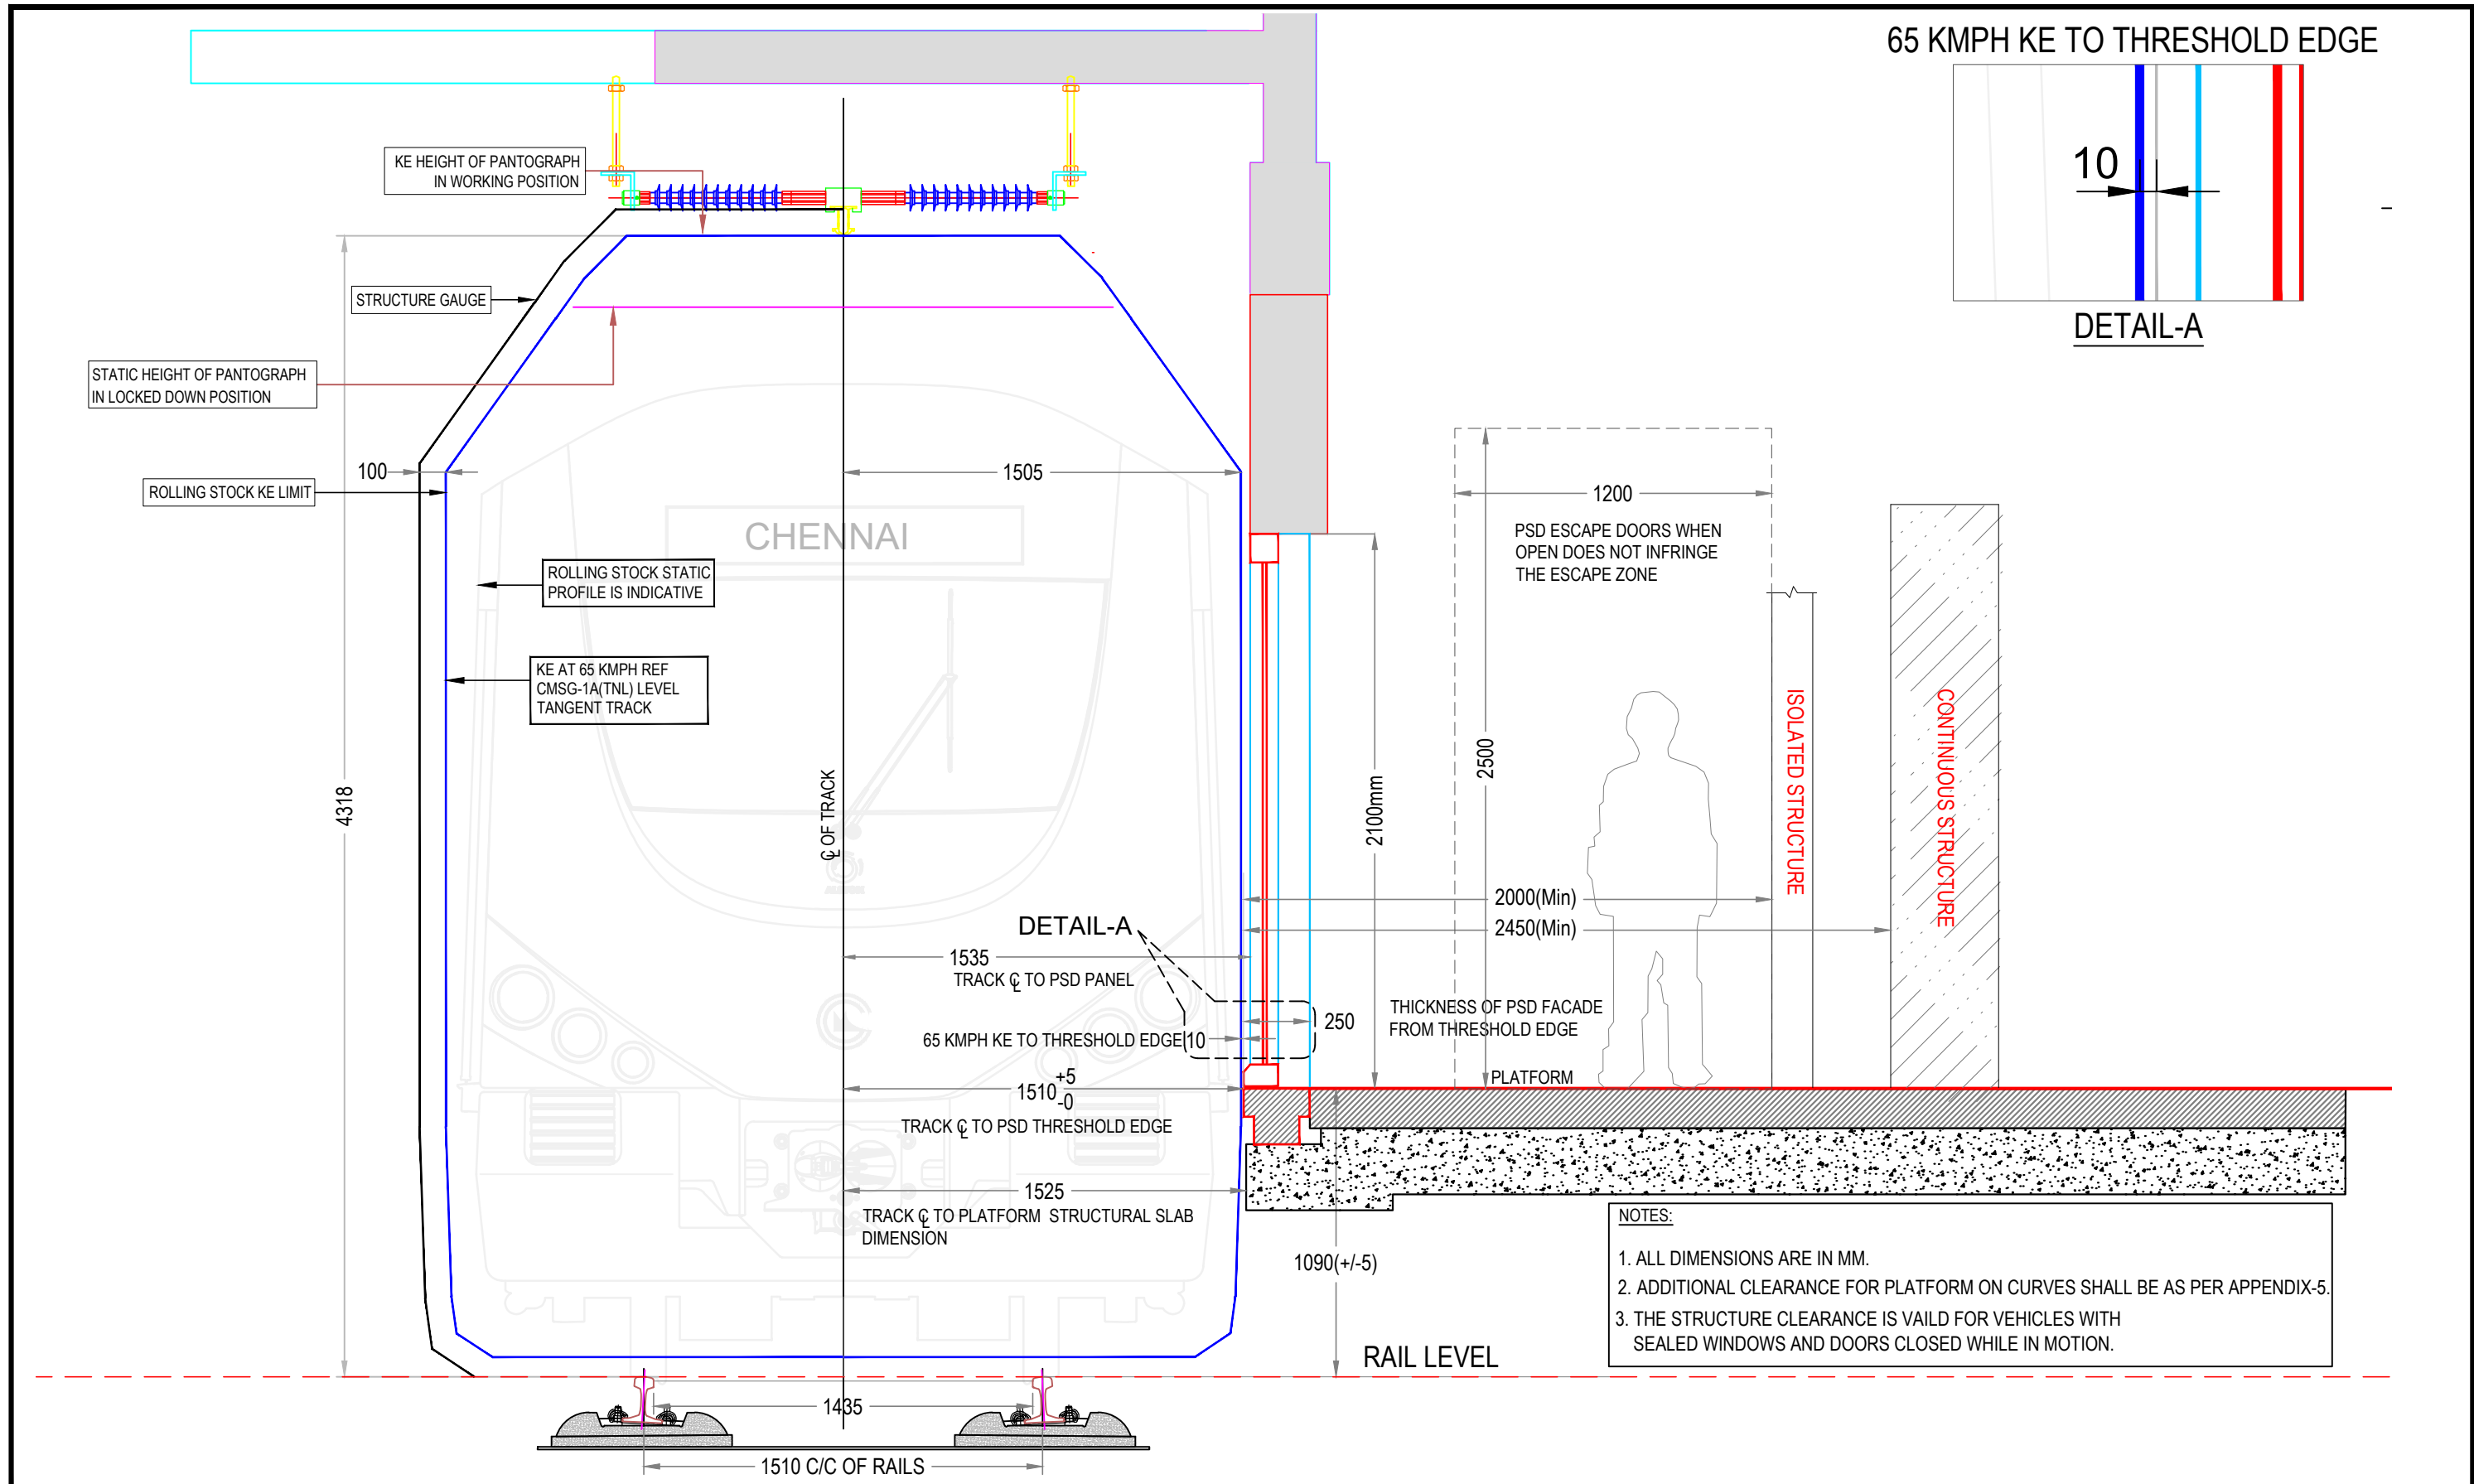 65 KMPH KE TO THRESHOLD EDGE
10
DETAIL-A
KE HEIGHT OF PANTOGRAPH
IN WORKING POSITION
STRUCTURE GAUGE
STATIC HEIGHT OF PANTOGRAPH
IN LOCKED DOWN POSITION
100
1505
ROLLING STOCK KE LIMIT
1200
CHENNAI
PSD ESCAPE DOORS WHEN
OPEN DOES NOT INFRINGE
THE ESCAPE ZONE
ROLLING STOCK STATIC
PROFILE IS INDICATIVE
KE AT 65 KMPH REF
CMSG-1A(TNL) LEVEL
TANGENT TRACK
4318
℄ OF TRACK
2100mm
2500
ISOLATED STRUCTURE
CONTINUOUS STRUCTURE
2000(Min)
2450(Min)
DETAIL-A
1535
TRACK ℄ TO PSD PANEL
THICKNESS OF PSD FACADE
FROM THRESHOLD EDGE
250
65 KMPH KE TO THRESHOLD EDGE 10
PLATFORM
1510 +5 -0
TRACK ℄ TO PSD THRESHOLD EDGE
1525
TRACK ℄ TO PLATFORM STRUCTURAL SLAB
DIMENSION
1090(+/-5)
NOTES:
1. ALL DIMENSIONS ARE IN MM.
2. ADDITIONAL CLEARANCE FOR PLATFORM ON CURVES SHALL BE AS PER APPENDIX-5.
3. THE STRUCTURE CLEARANCE IS VAILD FOR VEHICLES WITH
SEALED WINDOWS AND DOORS CLOSED WHILE IN MOTION.
RAIL LEVEL
1435
1510 C/C OF RAILS